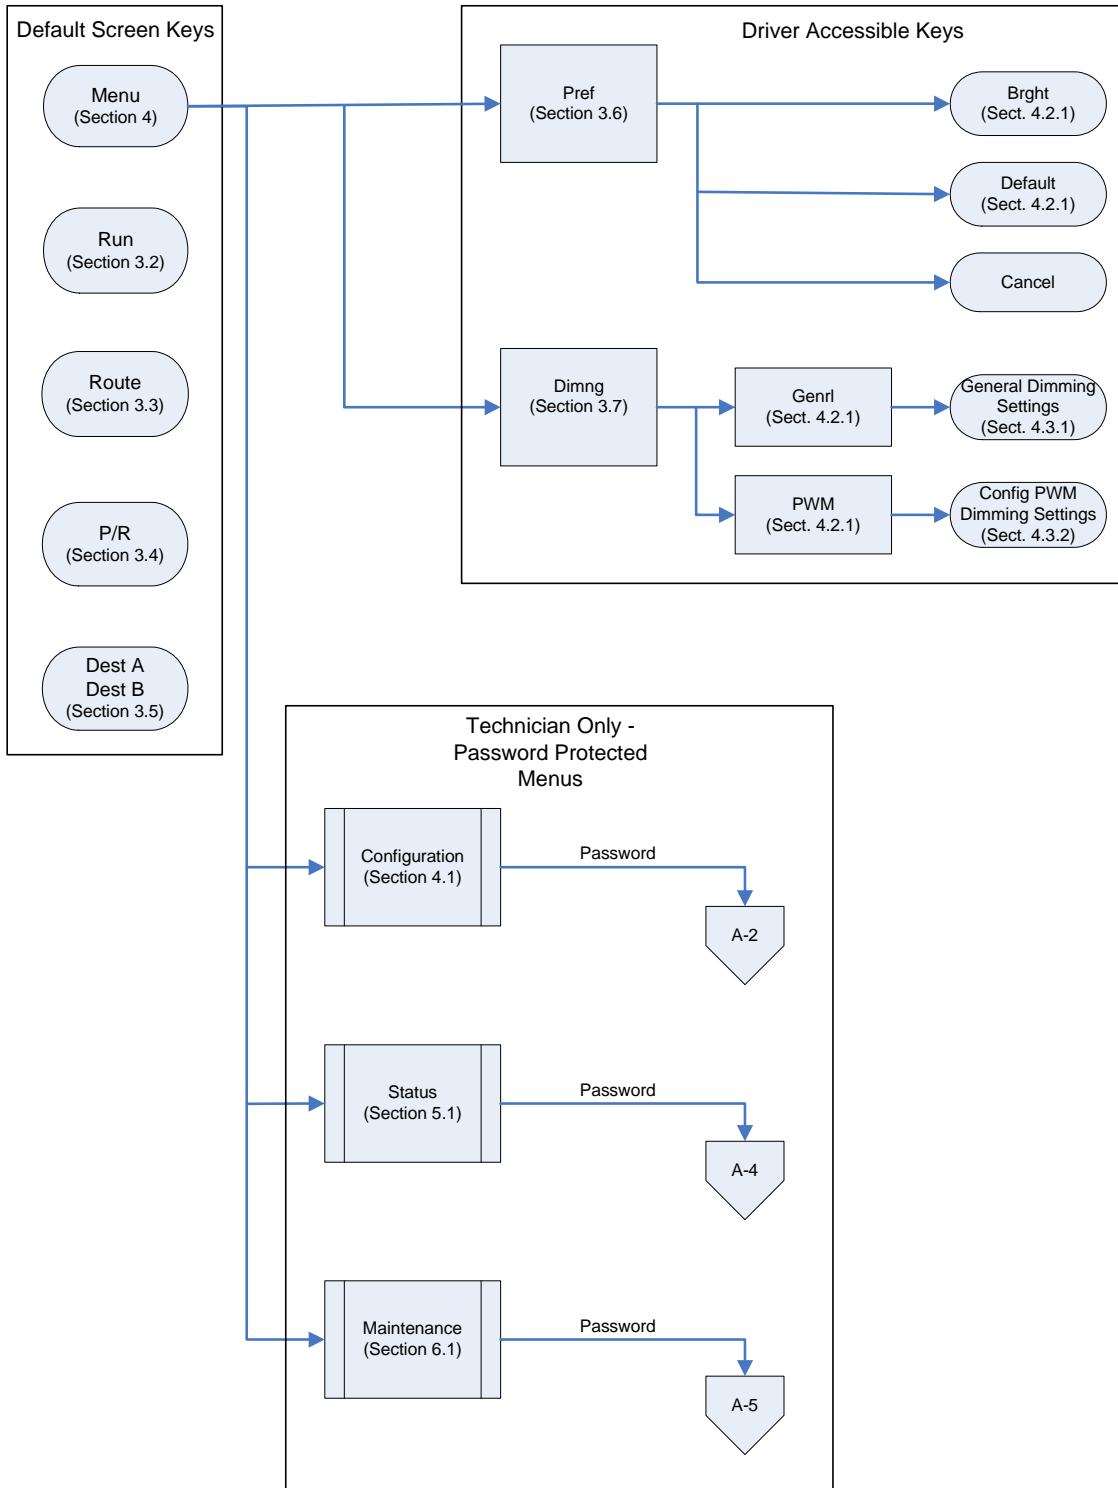 Default Screen Keys
Menu
(Section 4)
Run
(Section 3.2)
Route
(Section 3.3)
P/R
(Section 3.4)
Dest A
Dest B
(Section 3.5)
Driver Accessible Keys
Pref
(Section 3.6)
Brght
(Sect. 4.2.1)
Default
(Sect. 4.2.1)
Cancel
Dimng
(Section 3.7)
Genrl
(Sect. 4.2.1)
General Dimming
Settings
(Sect. 4.3.1)
PWM
(Sect. 4.2.1)
Config PWM
Dimming Settings
(Sect. 4.3.2)
Technician Only -
Password Protected
Menus
Configuration
(Section 4.1)
Password
A-2
Status
(Section 5.1)
Password
A-4
Maintenance
(Section 6.1)
Password
A-5